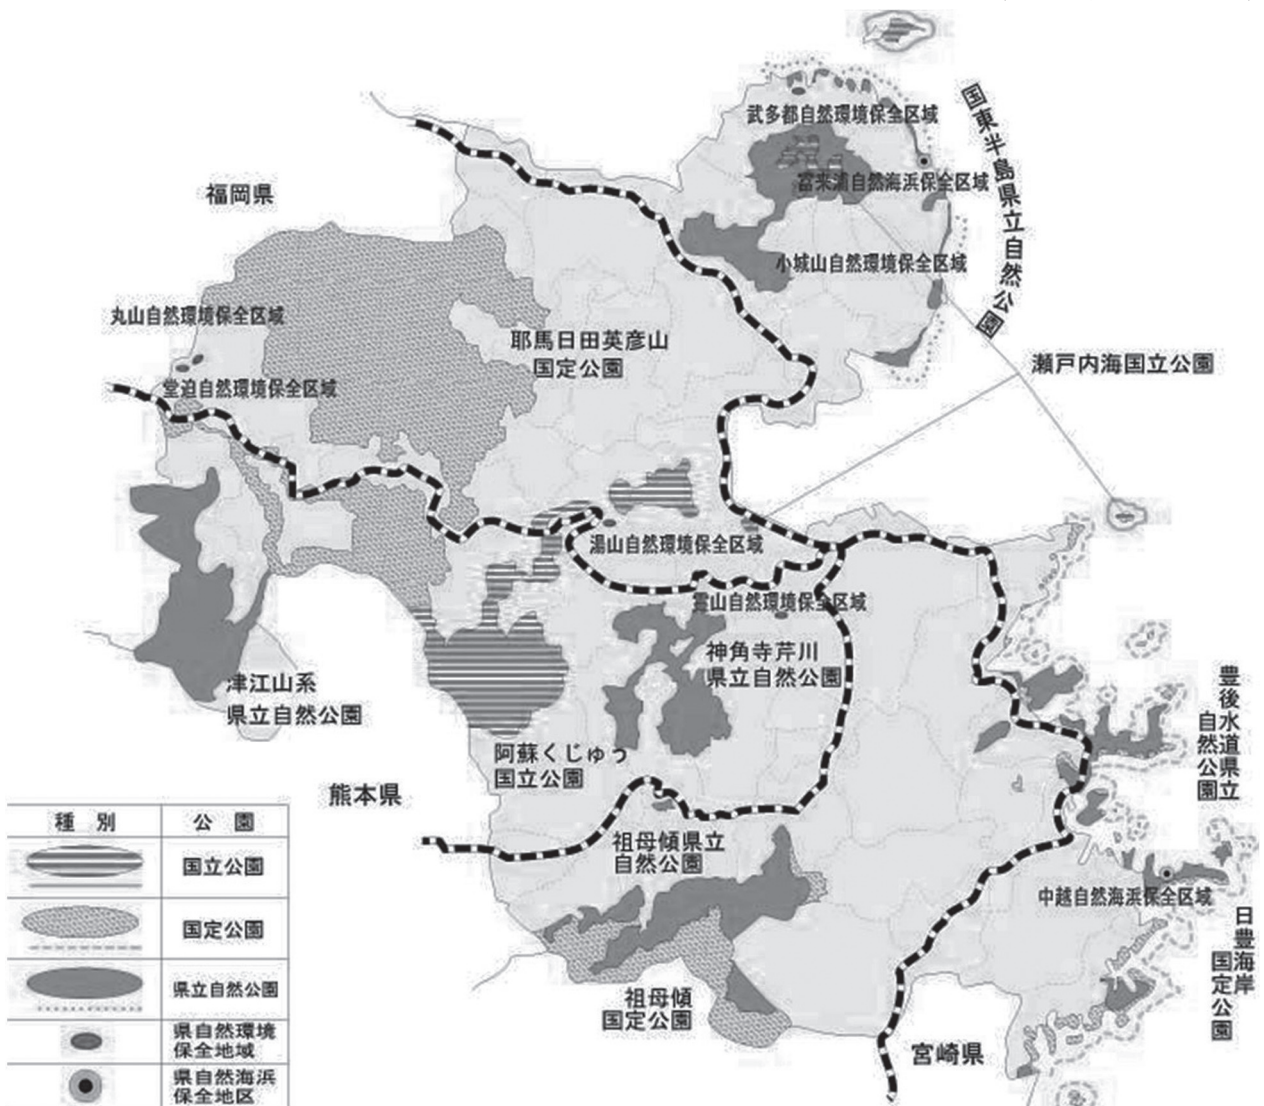 武多都自然環境保全区域
国東半島県立自然公園
富来浦自然海浜保全区域
福岡県
小城山自然環境保全区域
丸山自然環境保全区域
耶馬日田英彦山
国定公園
瀬戸内海国立公園
堂迫自然環境保全区域
湯山自然環境保全区域
霊山自然環境保全区域
神角寺芹川
県立自然公園
津江山系
県立自然公園
豊後水道県立
自然公園
阿蘇くじゅう
国立公園
熊本県
祖母傾県立
自然公園
中越自然海浜保全区域
日豊海岸
国定公園
祖母傾
国定公園
宮崎県
種 別
公 園
国立公園
国定公園
県立自然公園
県自然環境
保全地域
県自然海浜
保全地区